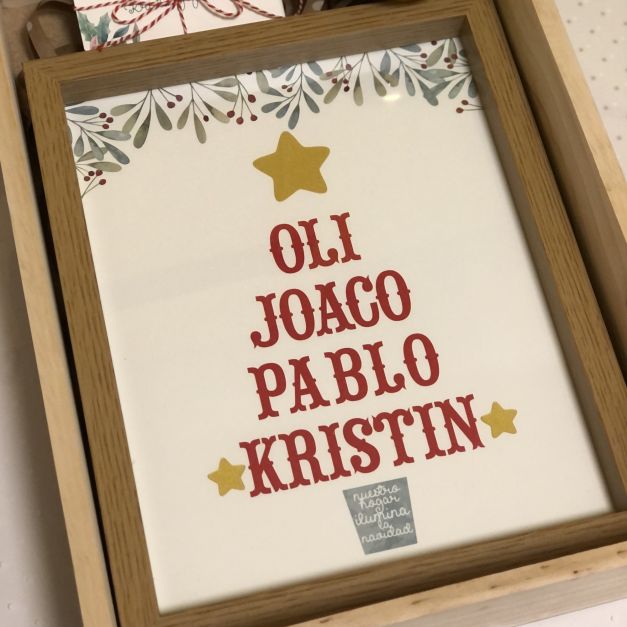 OLI
JOACO
PABLO
KRISTIN
nuestro
hogar
ilumina
la
navidad